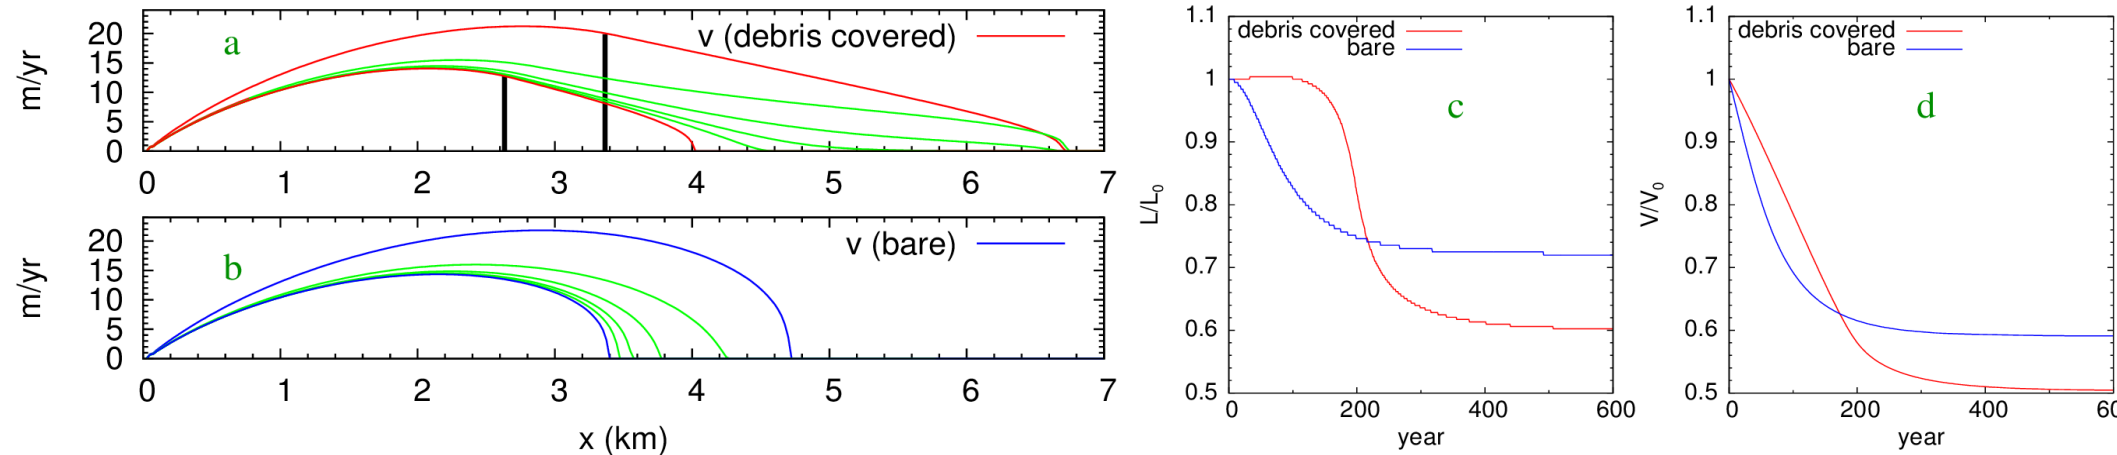 a
v (debris covered)
m/yr
20
15
10
5
0
0 1 2 3 4 5 6 7
b
v (bare)
m/yr
20
15
10
5
0
0 1 2 3 4 5 6 7
x (km)
1.1
1
0.9
0.8
0.7
0.6
0.5
L/L0
debris covered
bare
c
0 200 400 600
year
1.1
1
0.9
0.8
0.7
0.6
0.5
V/V0
debris covered
bare
d
0 200 400 60
year